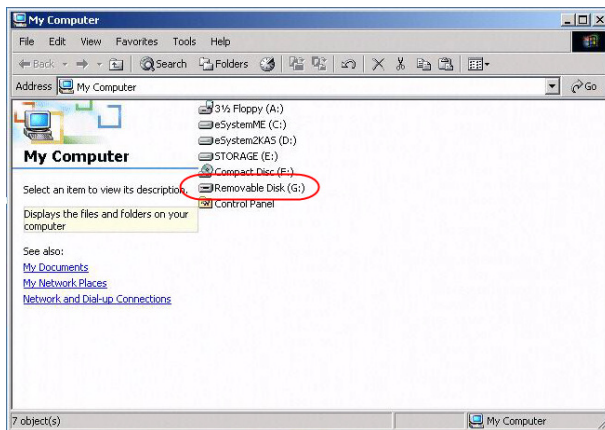 My Computer
File Edit View Favorites Tools Help
Back Search Folders
Address My Computer Go
3½ Floppy (A:)
eSystemME (C:)
eSystem2KAS (D:)
STORAGE (E:)
Compact Disc (F:)
Removable Disk (G:)
Control Panel
My Computer
Select an item to view its description.
Displays the files and folders on your
computer
See also:
My Documents
My Network Places
Network and Dial-up Connections
7 object(s) My Computer